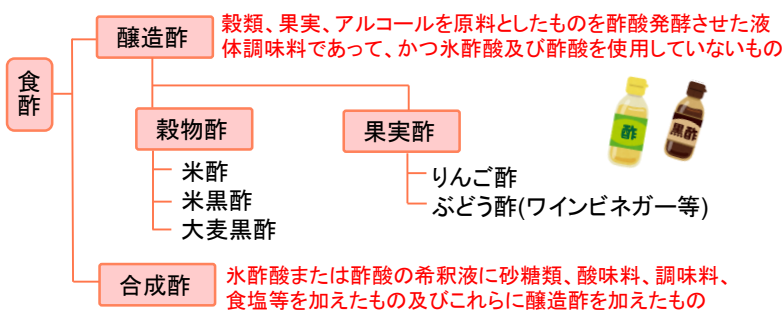 醸造酢
穀類、果実、アルコールを原料としたものを酢酸発酵させた液
体調味料であって、かつ氷酢酸及び酢酸を使用していないもの
食酢
穀物酢
果実酢
酢
黒酢
米酢
米黒酢
大麦黒酢
りんご酢
ぶどう酢(ワインビネガー等)
合成酢
氷酢酸または酢酸の希釈液に砂糖類、酸味料、調味料、
食塩等を加えたもの及びこれらに醸造酢を加えたもの